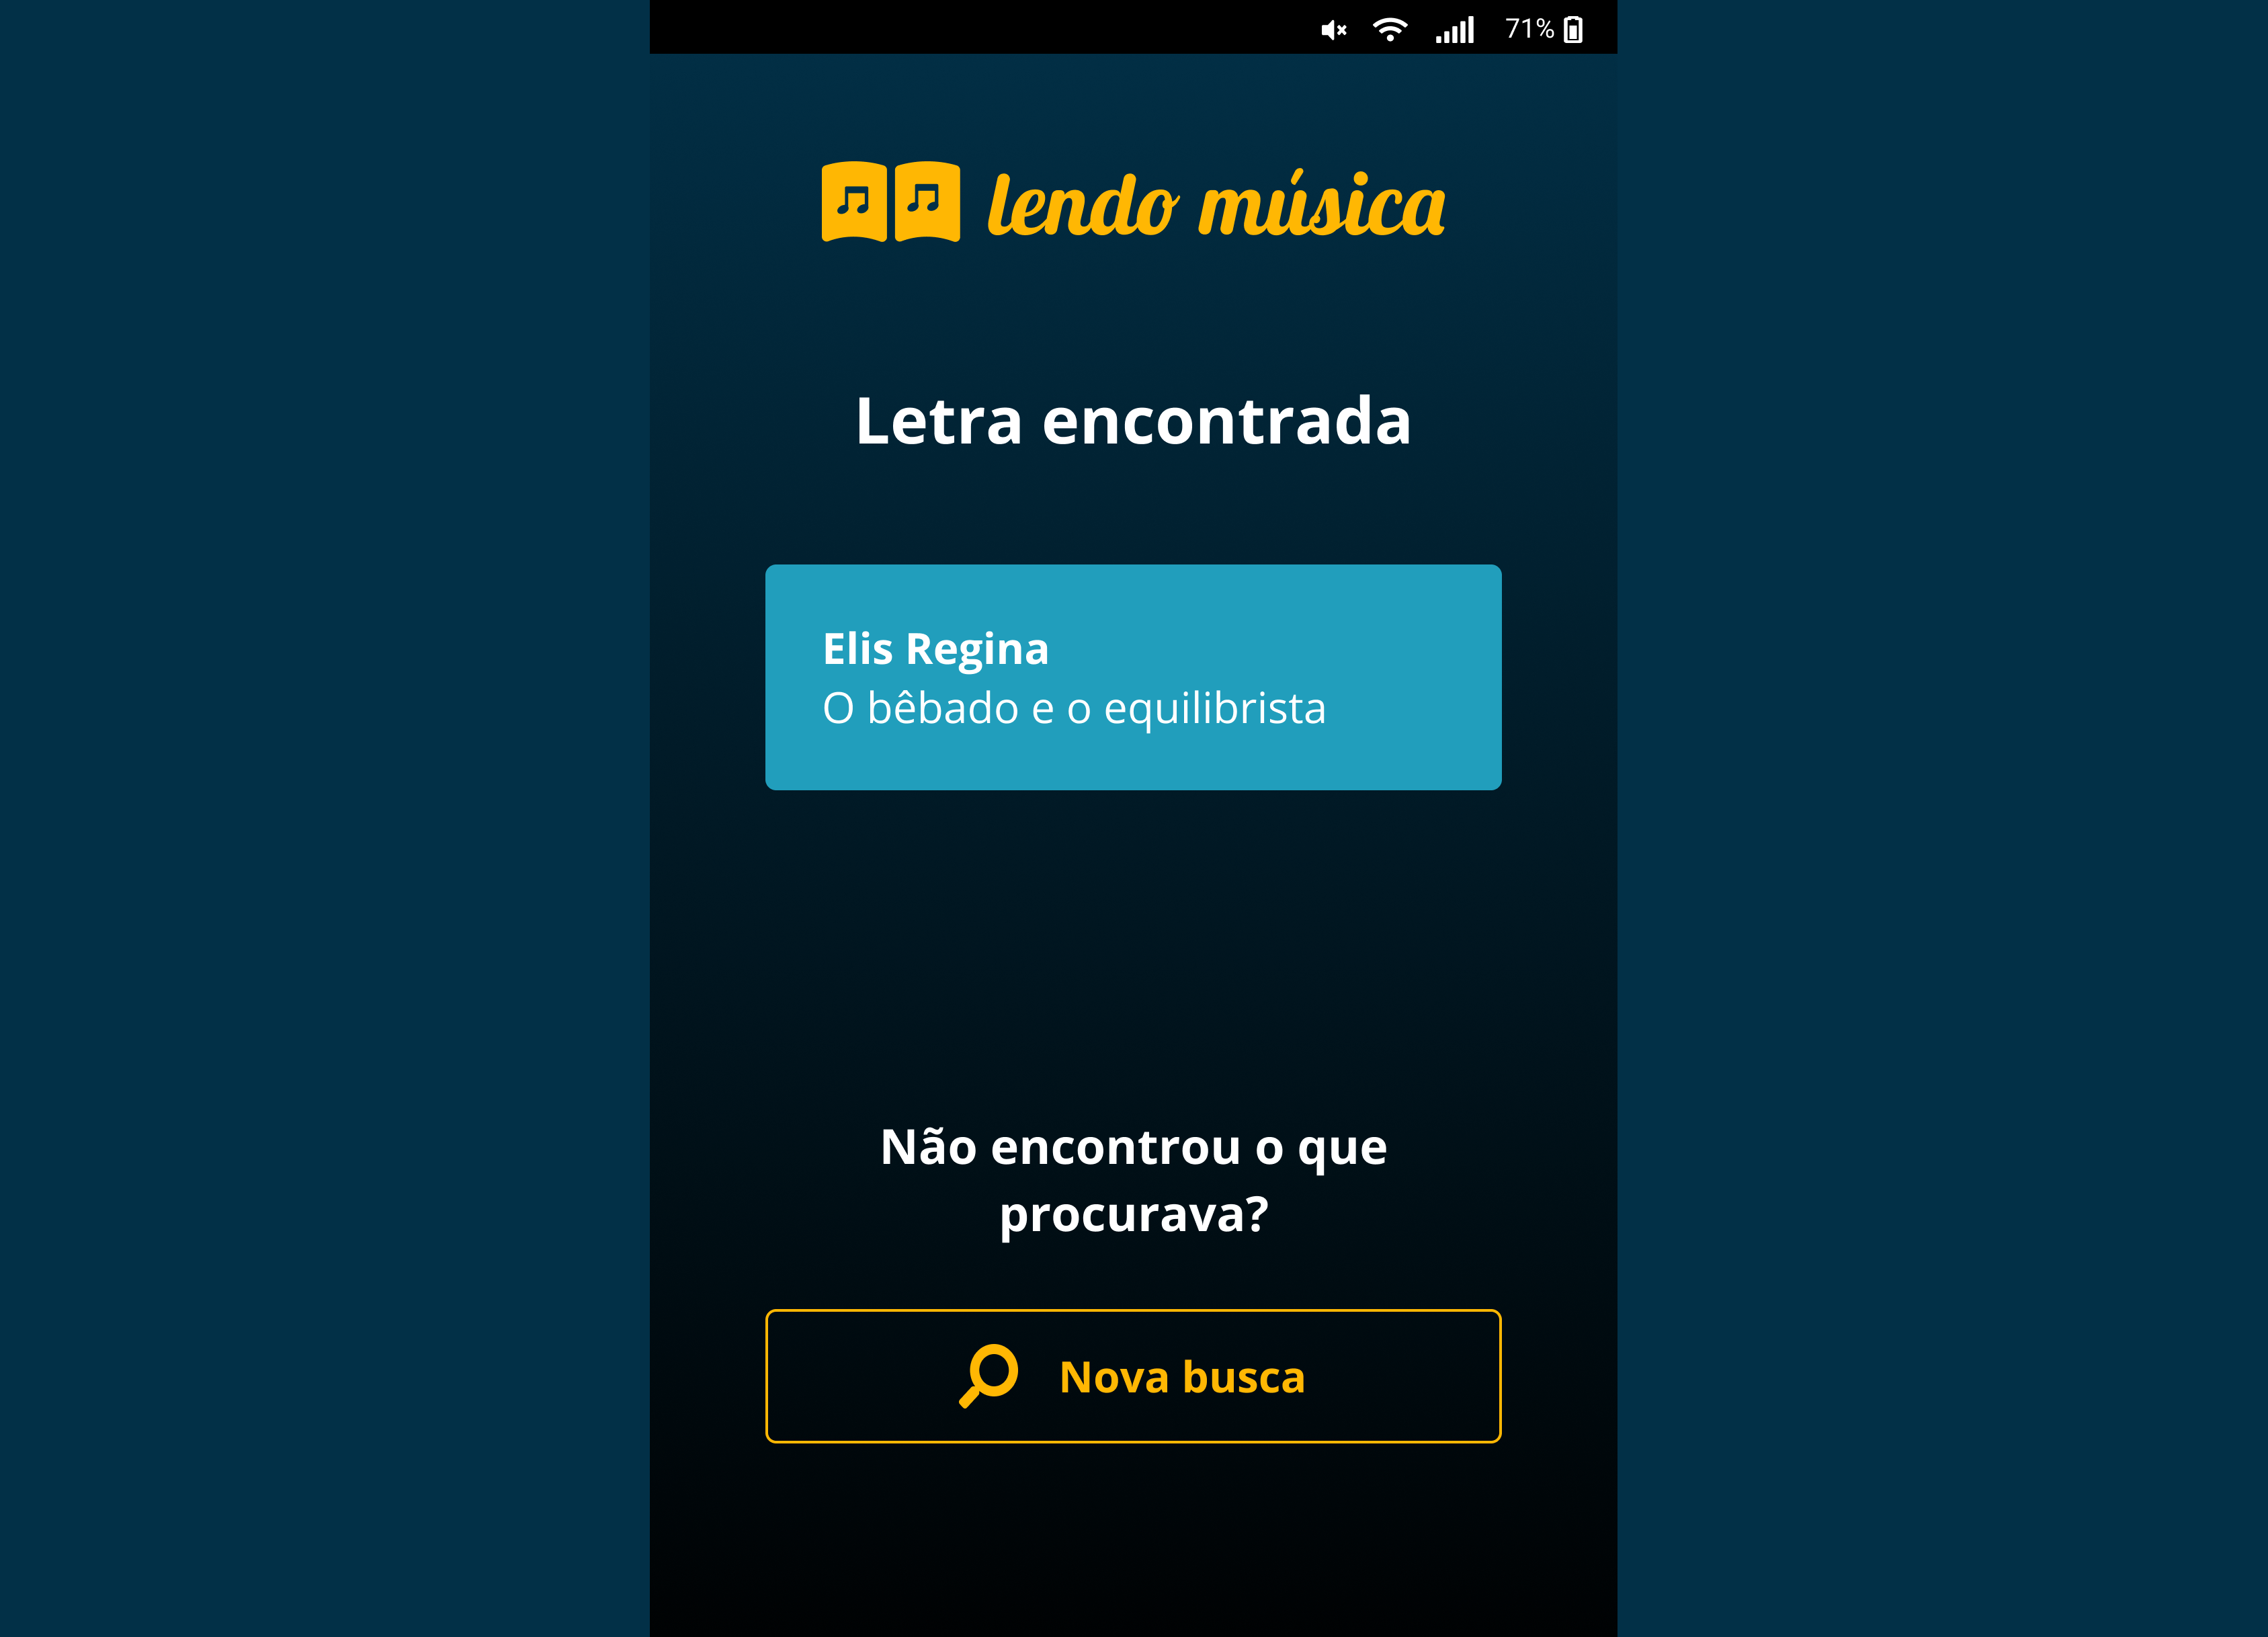 71%
lendo música
Letra encontrada
Elis Regina
O bêbado e o equilibrista
Não encontrou o que
procurava?
Nova busca